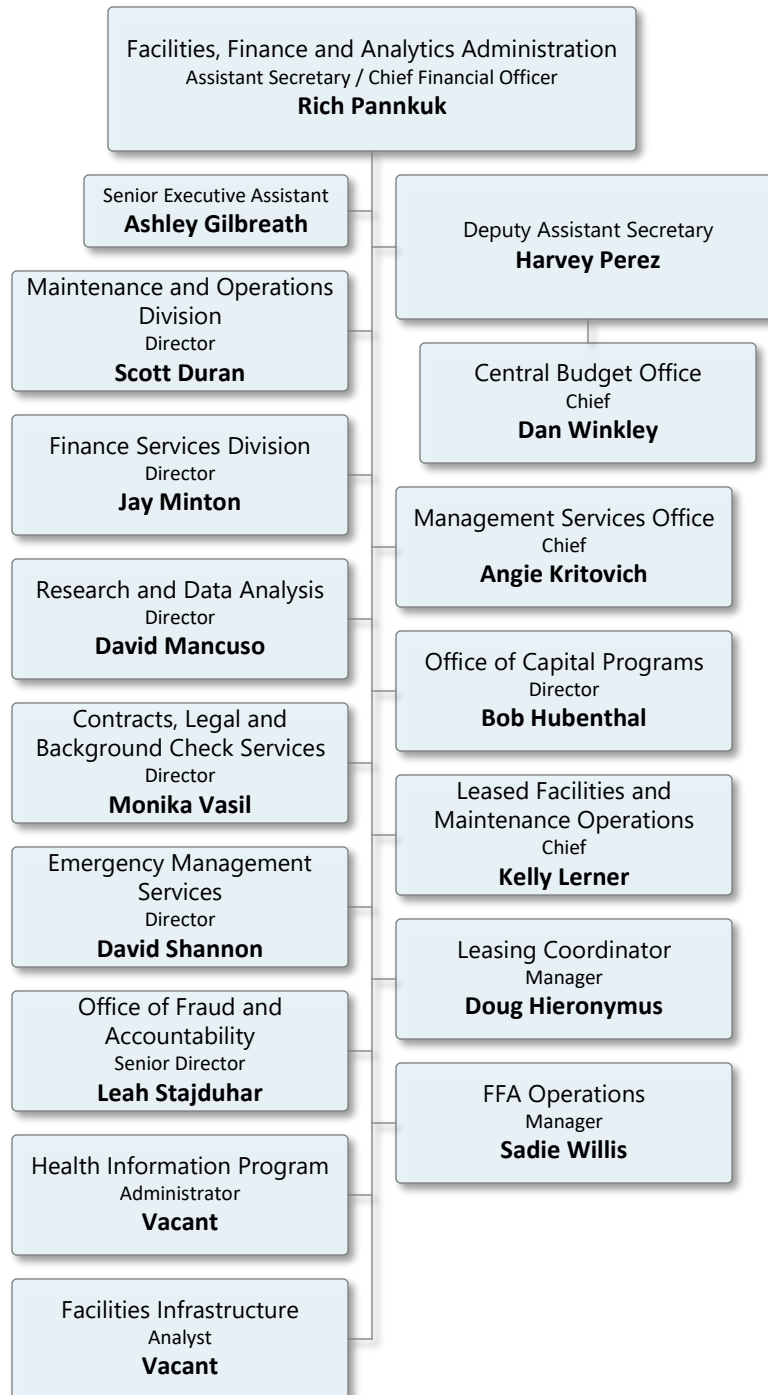 Facilities, Finance and Analytics Administration
Assistant Secretary / Chief Financial Officer
Rich Pannkuk
Senior Executive Assistant
Ashley Gilbreath
Deputy Assistant Secretary
Harvey Perez
Maintenance and Operations
Division
Director
Scott Duran
Central Budget Office
Chief
Dan Winkley
Finance Services Division
Director
Jay Minton
Management Services Office
Chief
Angie Kritovich
Research and Data Analysis
Director
David Mancuso
Office of Capital Programs
Director
Bob Hubenthal
Contracts, Legal and
Background Check Services
Director
Monika Vasil
Leased Facilities and
Maintenance Operations
Chief
Kelly Lerner
Emergency Management
Services
Director
David Shannon
Leasing Coordinator
Manager
Doug Hieronymus
Office of Fraud and
Accountability
Senior Director
Leah Stajduhar
FFA Operations
Manager
Sadie Willis
Health Information Program
Administrator
Vacant
Facilities Infrastructure
Analyst
Vacant